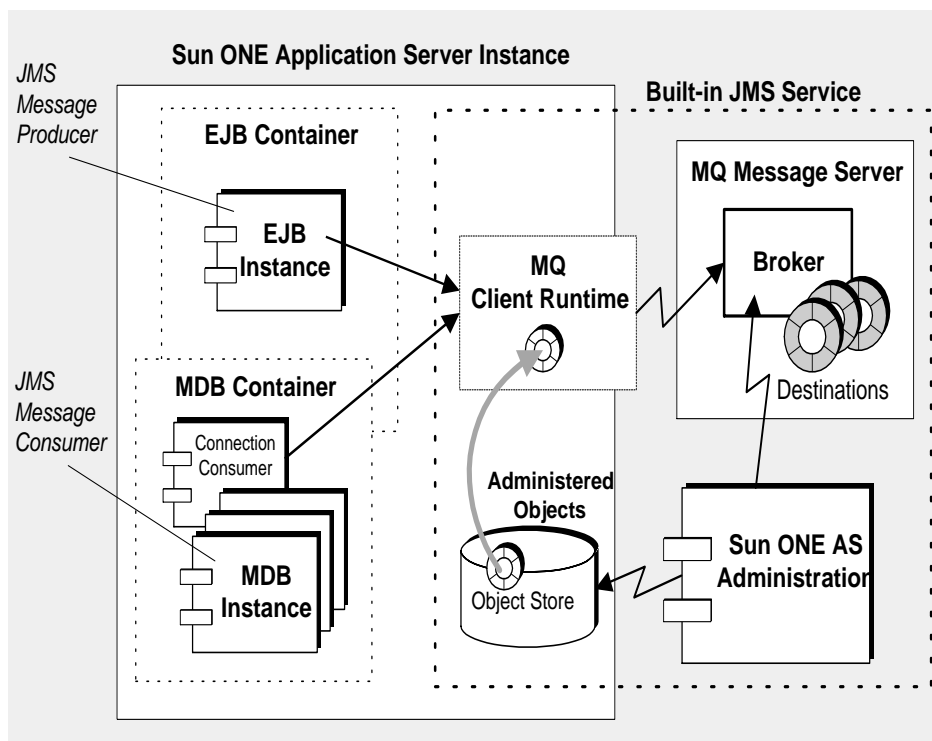 Sun ONE Application Server Instance
JMS
Message
Producer
Built-in JMS Service
EJB Container
MQ Message Server
EJB
Instance
MQ
Client Runtime
Broker
Destinations
JMS
Message
Consumer
MDB Container
Connection
Consumer
MDB
Instance
Administered
Objects
Object Store
Sun ONE AS
Administration